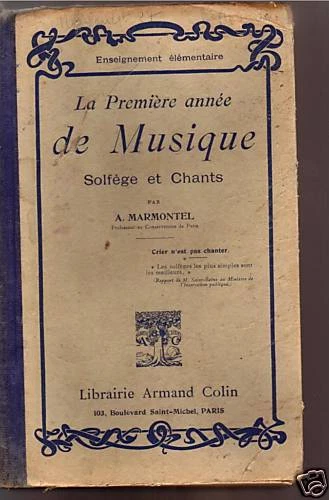 Enseignement élémentaire
La Première année
de Musique
Solfège et Chants
PAR
A. MARMONTEL
Professeur au Conservatoire de Paris
Crier n'est pas chanter.
« Les solfèges les plus simples sont
les meilleurs. »
(Rapport de M. Saint-Saëns au Ministre de
l'Instruction publique.)
A C
Librairie Armand Colin
103, Boulevard Saint-Michel, PARIS